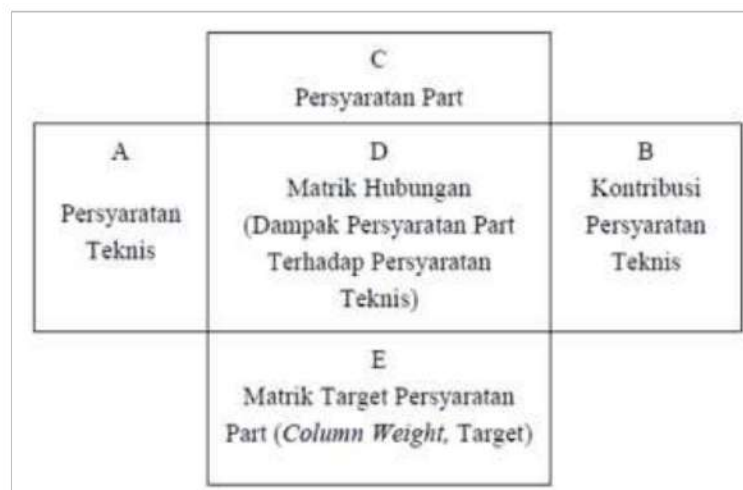 C
Persyaratan Part
A
Persyaratan
Teknis
D
Matrik Hubungan
(Dampak Persyaratan Part
Terhadap Persyaratan
Teknis)
B
Kontribusi
Persyaratan
Teknis
E
Matrik Target Persyaratan
Part (Column Weight, Target)